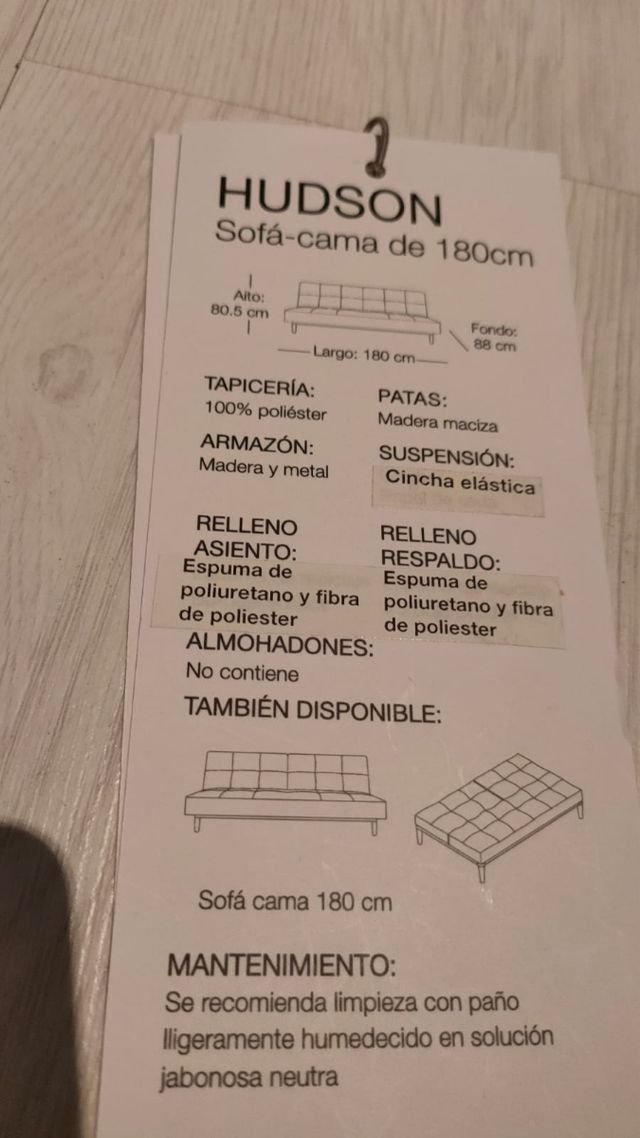 HUDSON
Sofá-cama de 180cm
Alto:
80.5 cm
Fondo:
88 cm
Largo: 180 cm
TAPICERÍA:
100% poliéster
PATAS:
Madera maciza
ARMAZÓN:
Madera y metal
SUSPENSIÓN:
Cincha elástica
RELLENO
ASIENTO:
Espuma de
poliuretano y fibra
de poliester
RELLENO
RESPALDO:
Espuma de
poliuretano y fibra
de poliester
ALMOHADONES:
No contiene
TAMBIÉN DISPONIBLE:
Sofá cama 180 cm
MANTENIMIENTO:
Se recomienda limpieza con paño
lligeramente humedecido en solución
jabonosa neutra